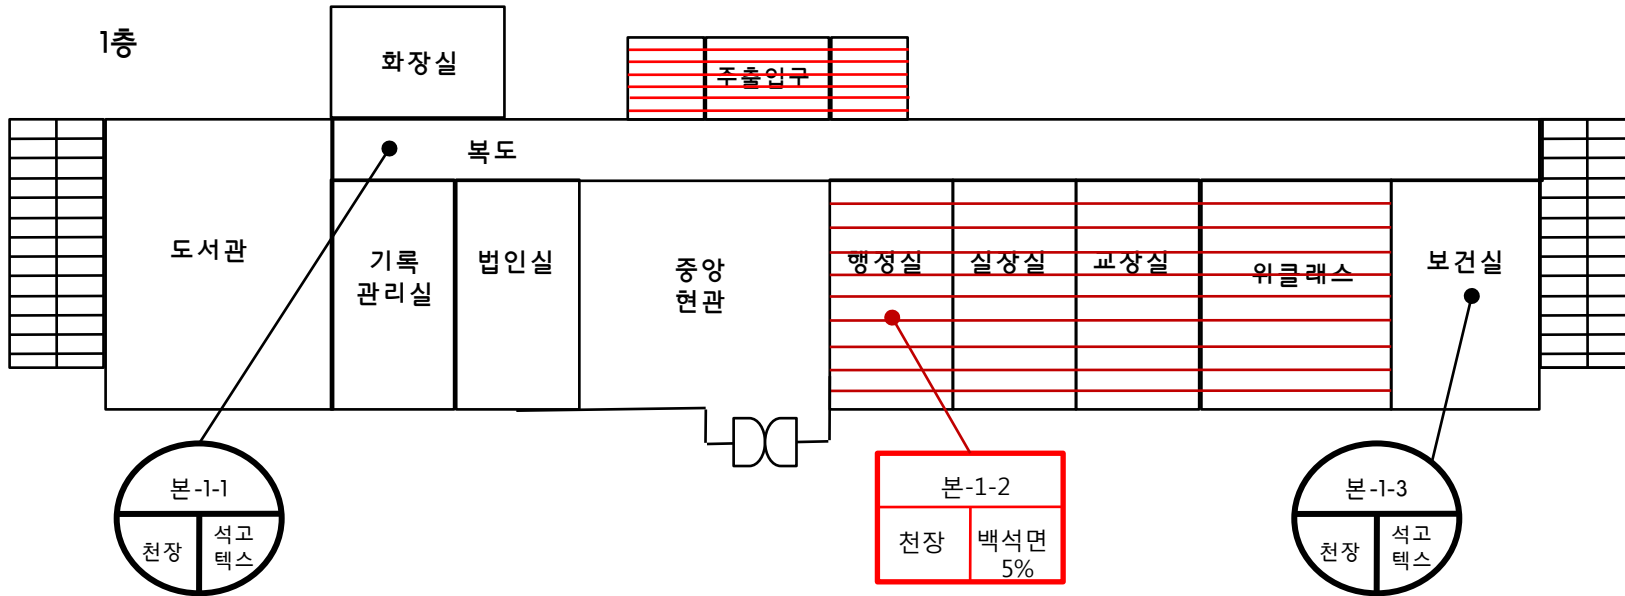 1층
화장실
주출입구
복도
도서관
기록
관리실
법인실
중앙
현관
행정실
실장실
교장실
위클래스
보건실
본-1-1
천장
석고
텍스
본-1-2
천장
백석면
5%
본-1-3
천장
석고
텍스